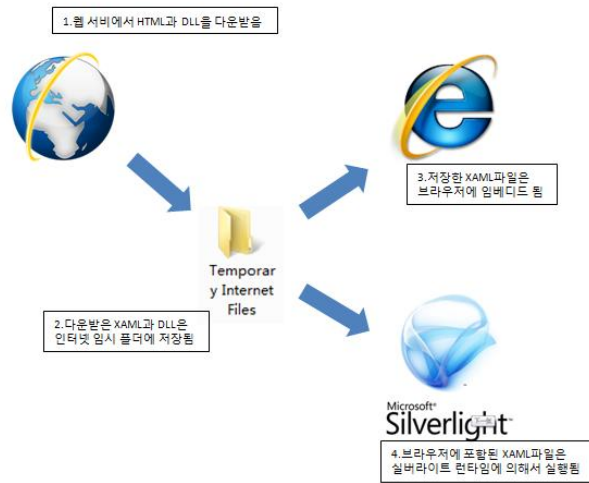 1.웹 서비에서 HTML과 DLL을 다운받음
3.저장한 XAML파일은
브라우저에 임베디드 됨
Temporar
y Internet
Files
2.다운받은 XAML과 DLL은
인터넷 임시 폴더에 저장됨
Microsoft®
Silverlight™
4.브라우저에 포함된 XAML파일은
실버라이트 런타임에 의해서 실행됨